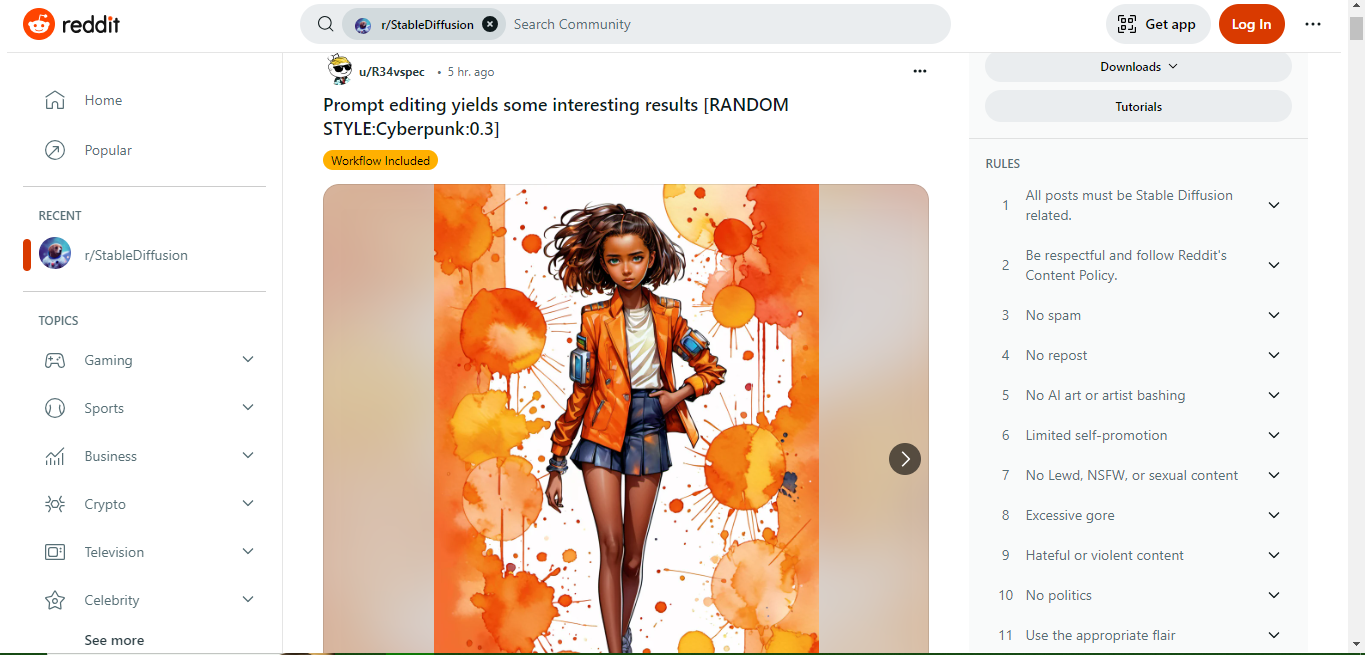 reddit
r/StableDiffusion
Search Community
Get app
Log In
Home
Popular
RECENT
r/StableDiffusion
TOPICS
Gaming
Sports
Business
Crypto
Television
Celebrity
See more
u/R34vspec • 5 hr. ago
Prompt editing yields some interesting results [RANDOM
STYLE:Cyberpunk:0.3]
Workflow Included
Downloads
Tutorials
RULES
1 All posts must be Stable Diffusion
related.
2 Be respectful and follow Reddit's
Content Policy.
3 No spam
4 No repost
5 No AI art or artist bashing
6 Limited self-promotion
7 No Lewd, NSFW, or sexual content
8 Excessive gore
9 Hateful or violent content
10 No politics
11 Use the appropriate flair